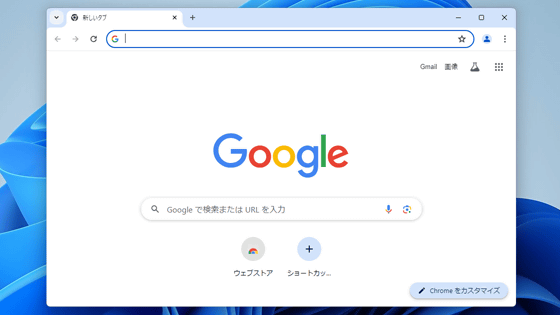 新しいタブ
Gmail 画像
Google
Google で検索または URL を入力
ウェブストア
ショートカッ...
Chrome をカスタマイズ